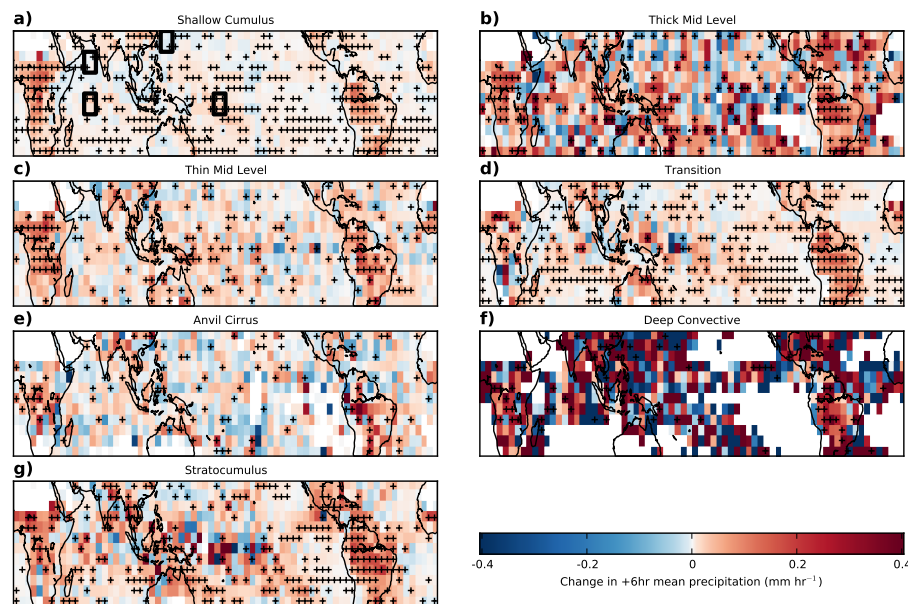 a) Shallow Cumulus
b) Thick Mid Level
c) Thin Mid Level
d) Transition
e) Anvil Cirrus
f) Deep Convective
g) Stratocumulus
-0.4 -0.2 0 0.2 0.4
Change in +6hr mean precipitation (mm hr⁻¹)